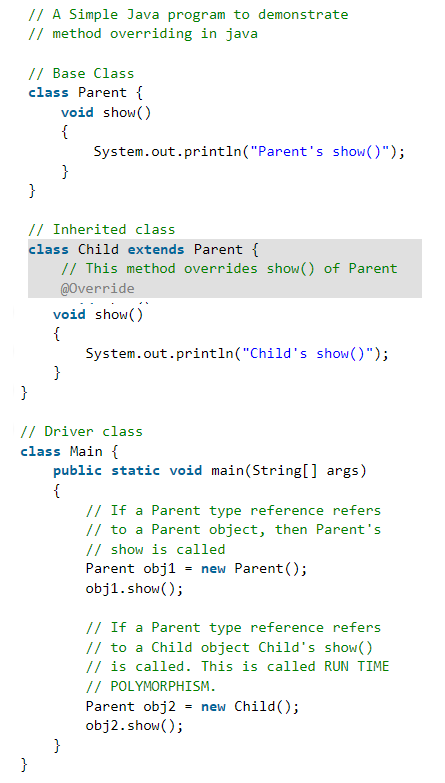 // A Simple Java program to demonstrate
// method overriding in java
// Base Class
class Parent {
void show()
{
System.out.println("Parent's show()");
}
}
// Inherited class
class Child extends Parent {
// This method overrides show() of Parent
@Override
void show()
{
System.out.println("Child's show()");
}
}
// Driver class
class Main {
public static void main(String[] args)
{
// If a Parent type reference refers
// to a Parent object, then Parent's
// show is called
Parent obj1 = new Parent();
obj1.show();
// If a Parent type reference refers
// to a Child object Child's show()
// is called. This is called RUN TIME
// POLYMORPHISM.
Parent obj2 = new Child();
obj2.show();
}
}